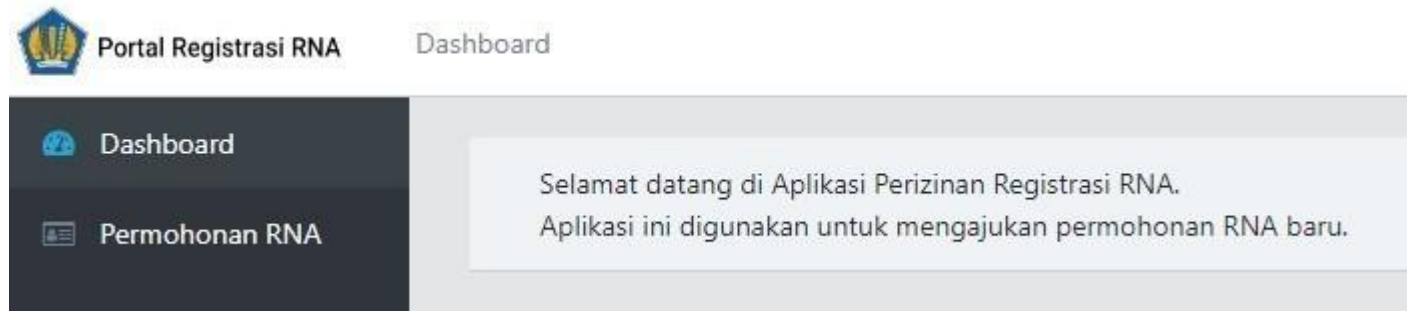 Portal Registrasi RNA
Dashboard
Dashboard
Permohonan RNA
Selamat datang di Aplikasi Perizinan Registrasi RNA.
Aplikasi ini digunakan untuk mengajukan permohonan RNA baru.